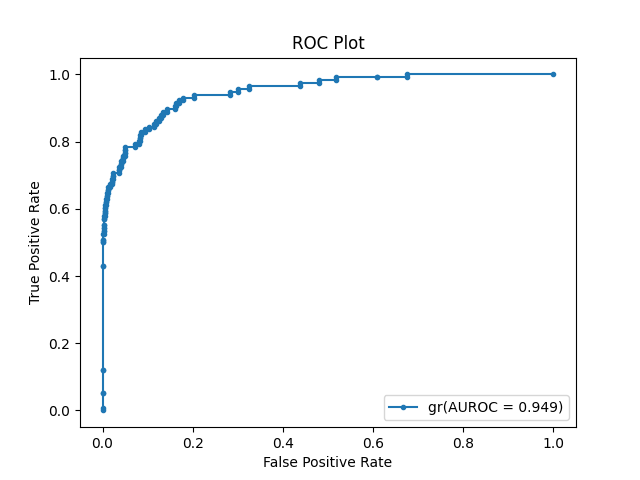 ROC Plot
1.0
0.8
0.6
0.4
0.2
0.0
True Positive Rate
0.0 0.2 0.4 0.6 0.8 1.0
False Positive Rate
gr(AUROC = 0.949)